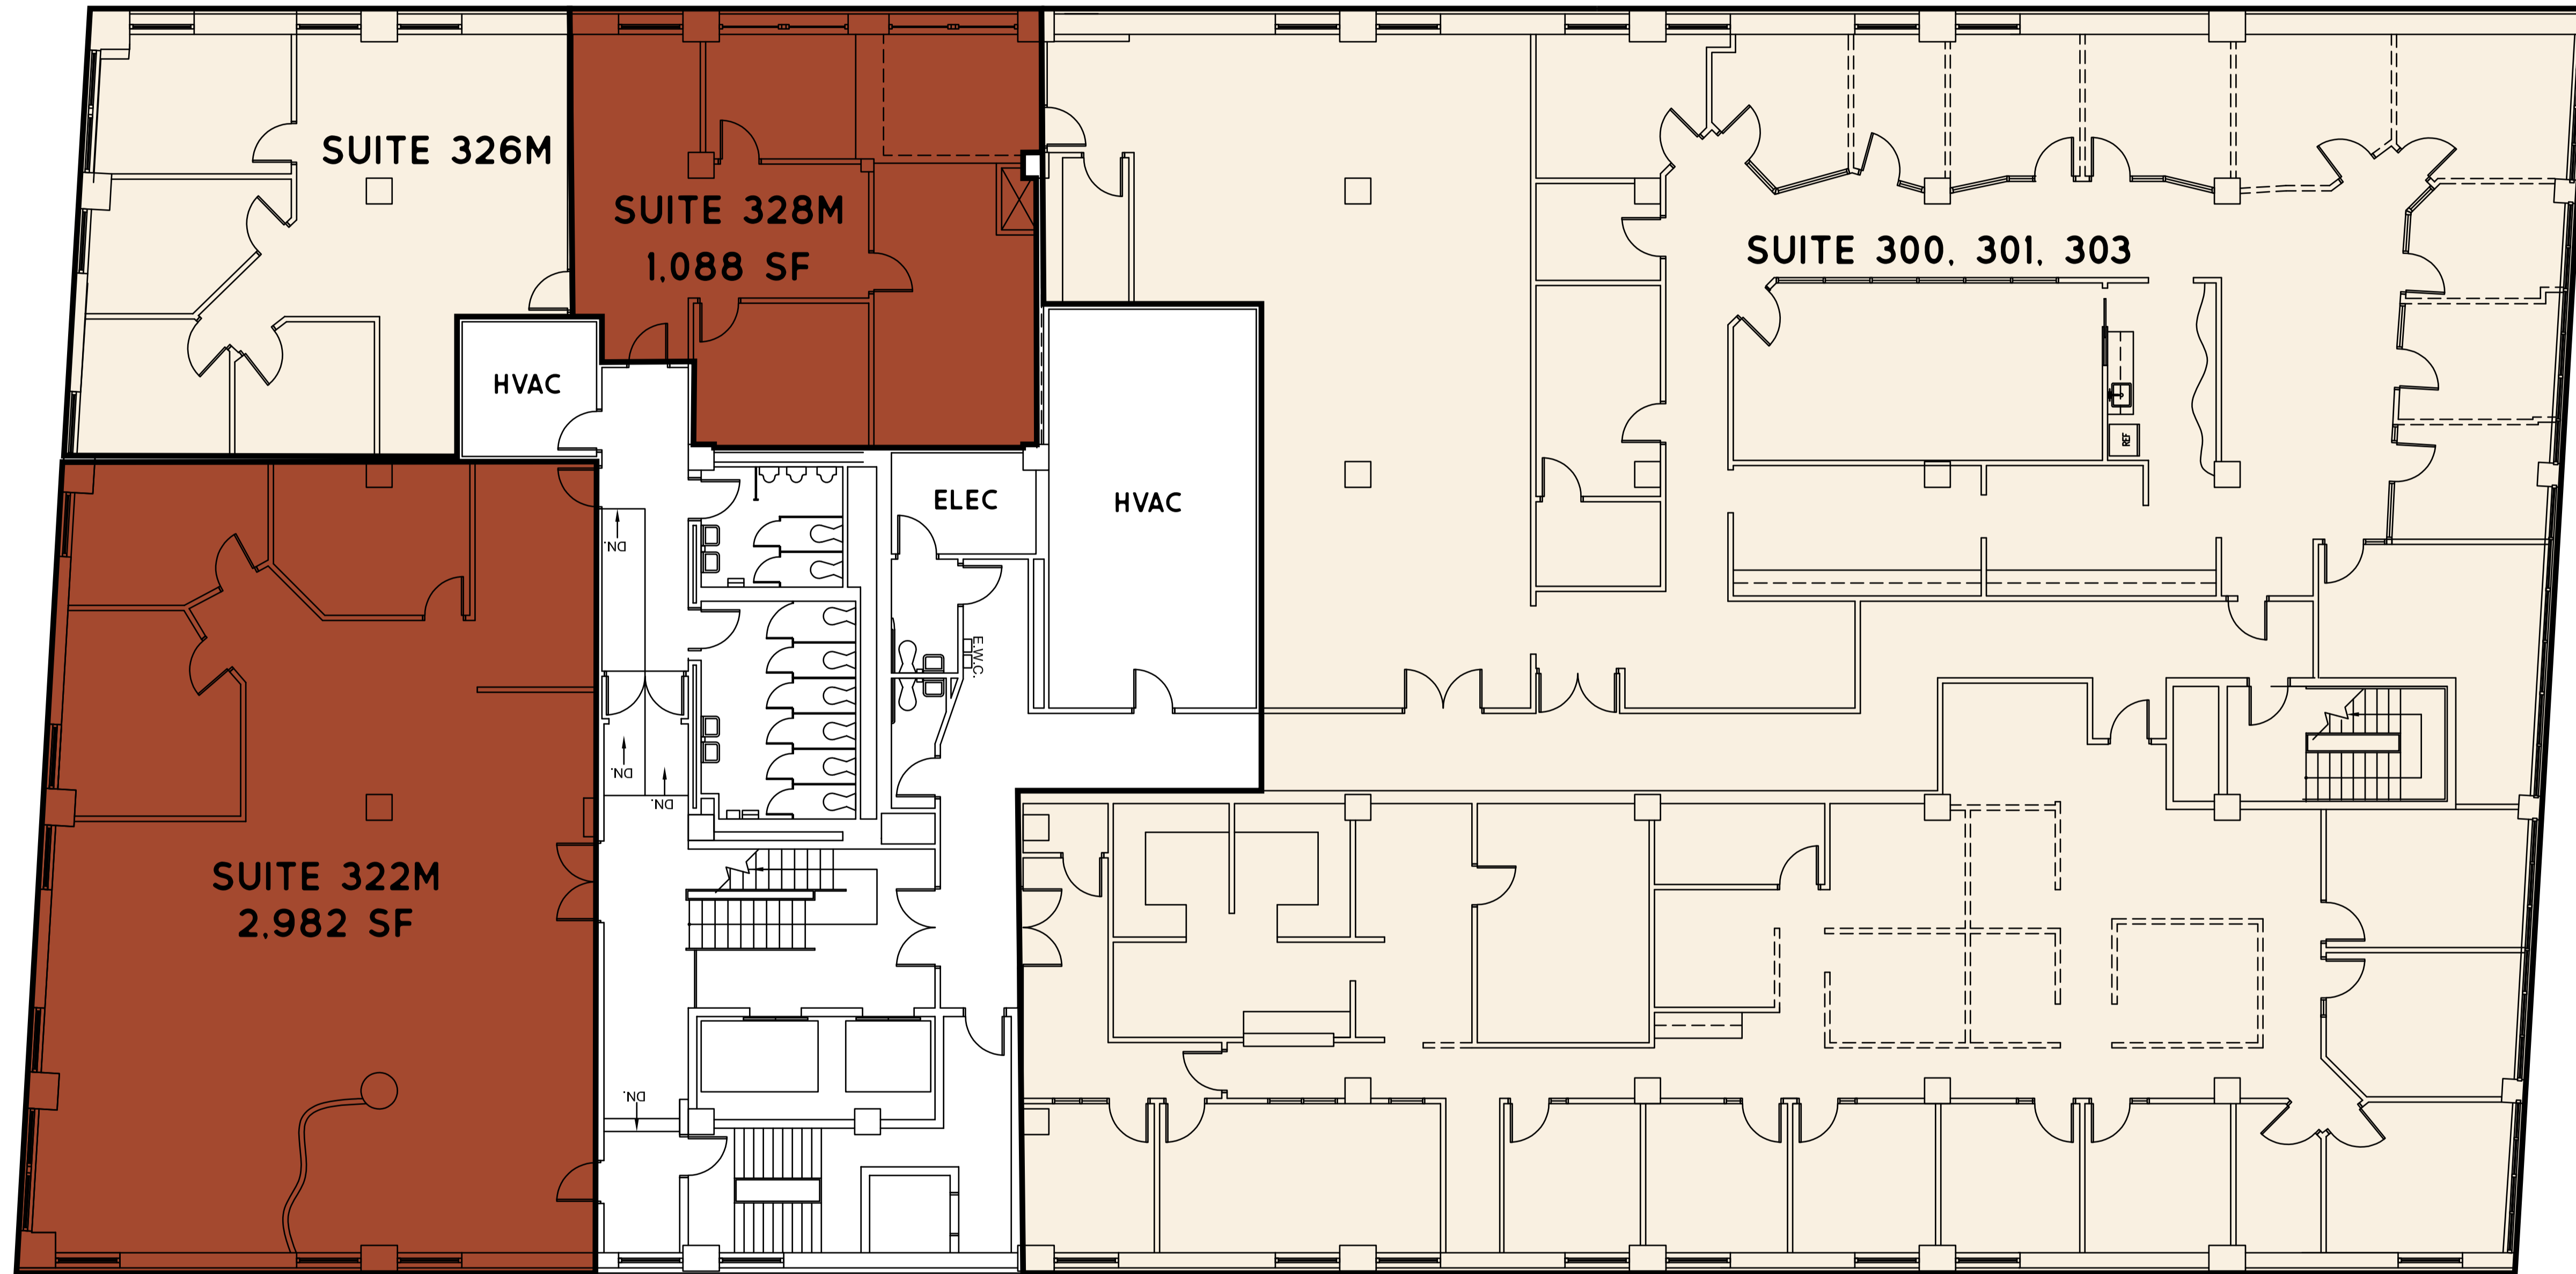 SUITE 326M
SUITE 328M
1,088 SF
SUITE 300, 301, 303
HVAC
REF
ELEC
HVAC
DN.
E.W.C.
DN.
DN.
SUITE 322M
2,982 SF
DN.